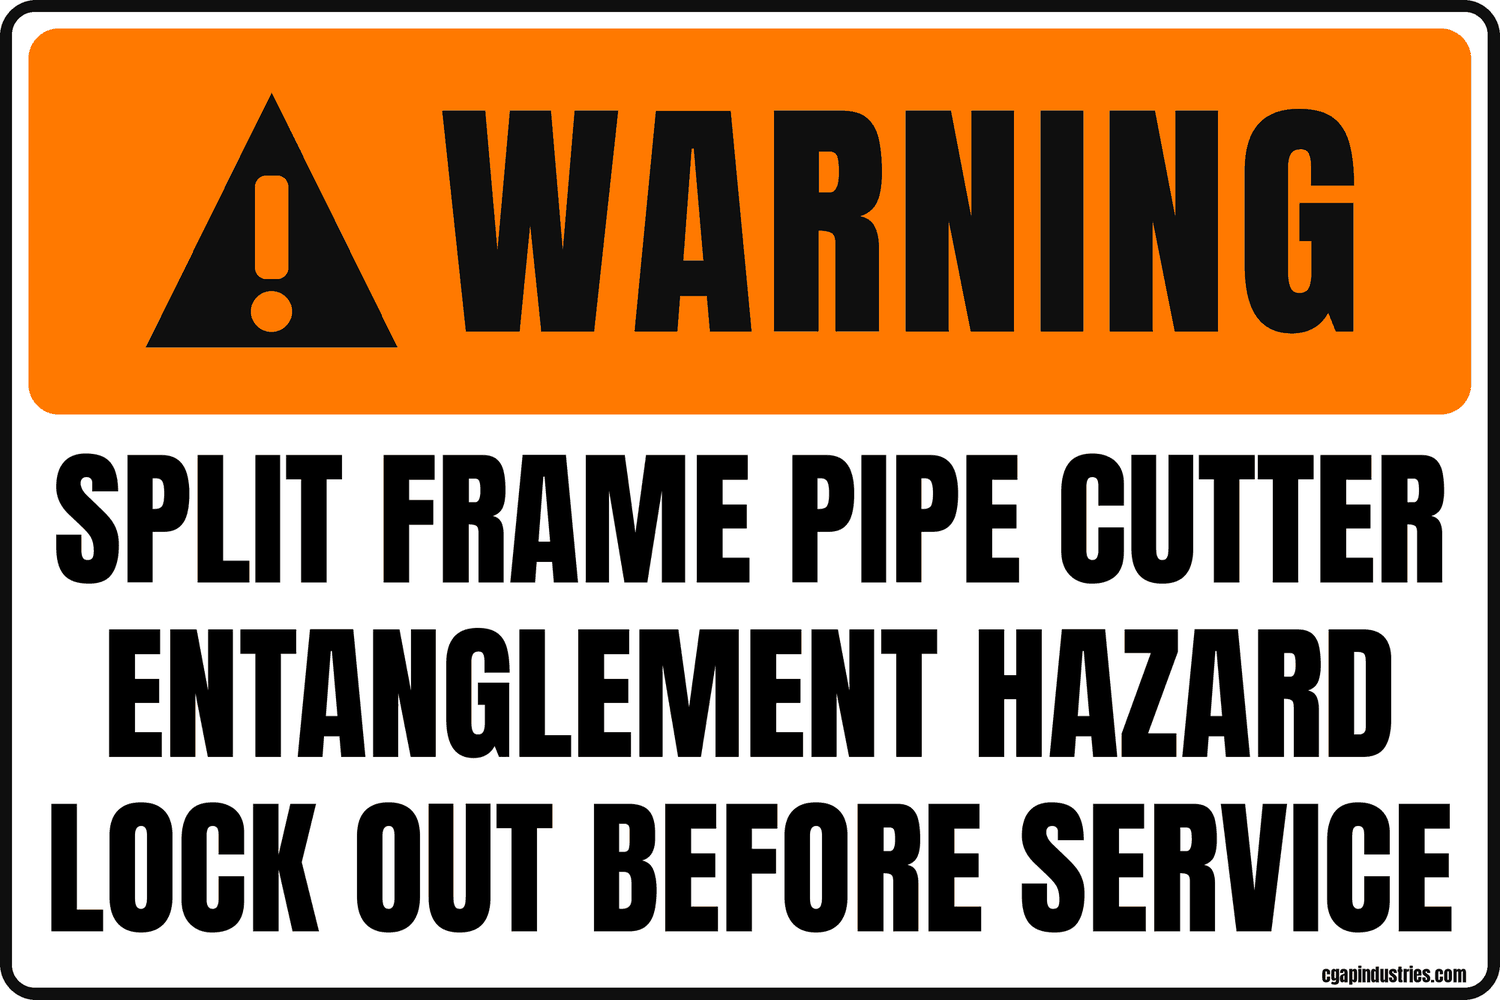 WARNING
SPLIT FRAME PIPE CUTTER
ENTANGLEMENT HAZARD
LOCK OUT BEFORE SERVICE
cgapindustries.com